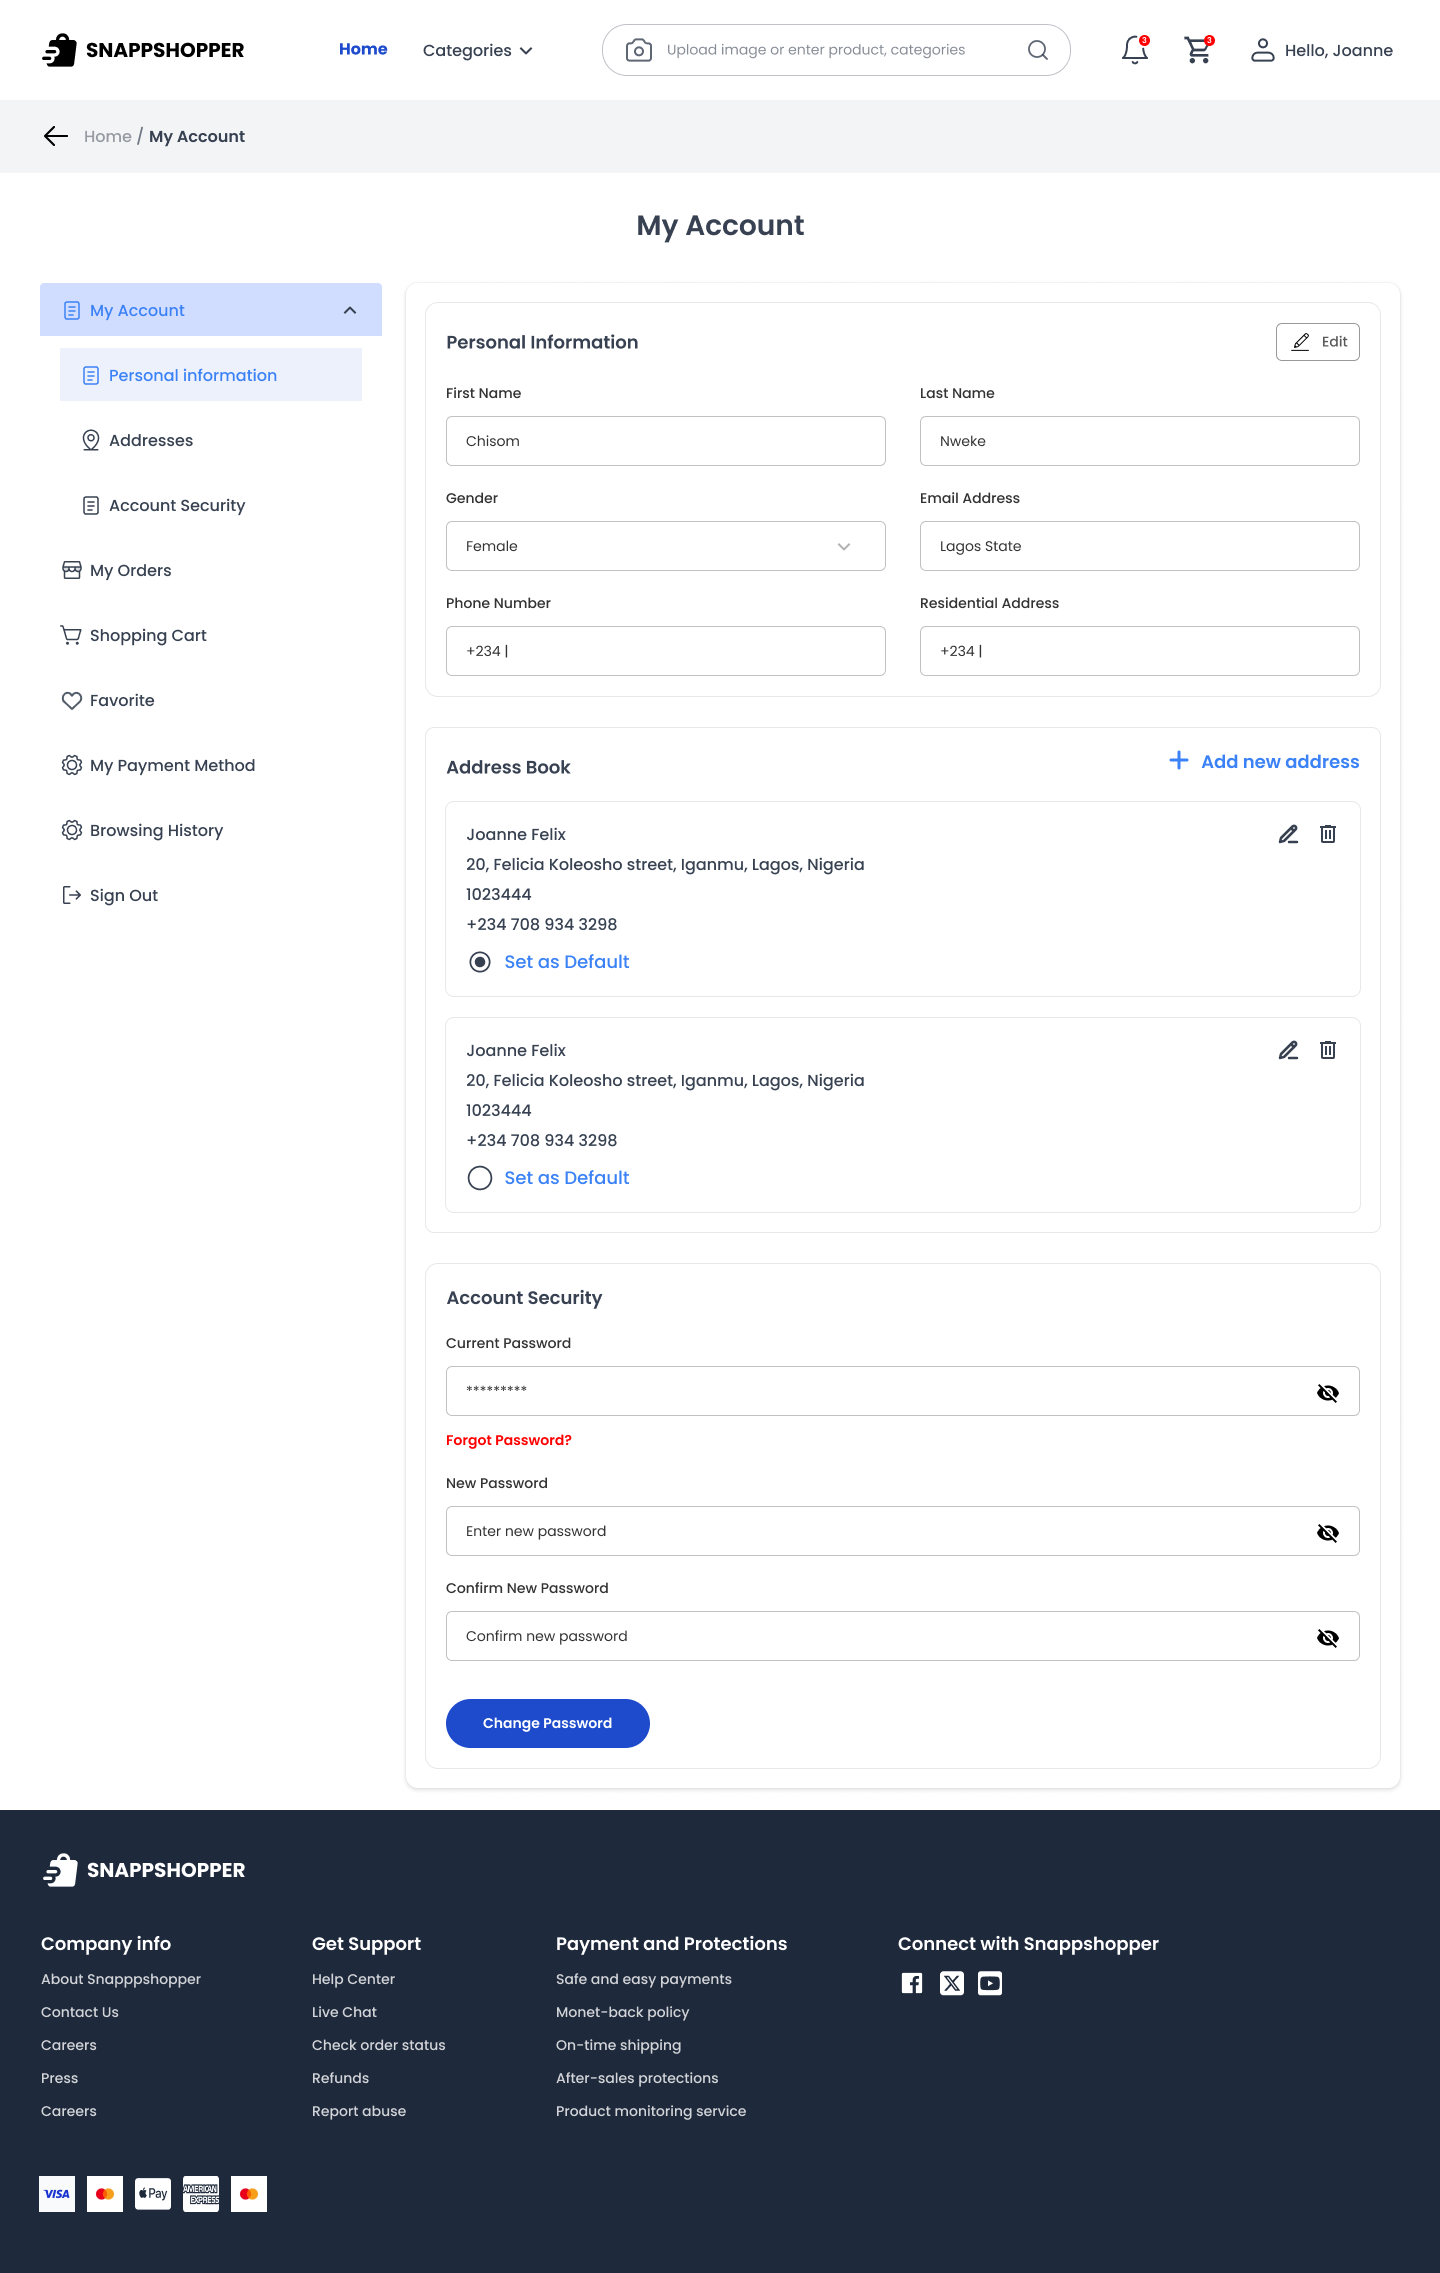 SNAPPSHOPPER
Home
Categories
Upload image or enter product, categories
3
3
Hello, Joanne
Home / My Account
My Account
My Account
Personal information
Addresses
Account Security
My Orders
Shopping Cart
Favorite
My Payment Method
Browsing History
Sign Out
Personal Information
Edit
First Name
Last Name
Chisom
Nweke
Gender
Email Address
Female
Lagos State
Phone Number
Residential Address
+234 |
+234 |
Address Book
Add new address
Joanne Felix
20, Felicia Koleosho street, Iganmu, Lagos, Nigeria
1023444
+234 708 934 3298
Set as Default
Joanne Felix
20, Felicia Koleosho street, Iganmu, Lagos, Nigeria
1023444
+234 708 934 3298
Set as Default
Account Security
Current Password
*********
Forgot Password?
New Password
Enter new password
Confirm New Password
Confirm new password
Change Password
SNAPPSHOPPER
Company info
About Snapppshopper
Contact Us
Careers
Press
Careers
Get Support
Help Center
Live Chat
Check order status
Refunds
Report abuse
Payment and Protections
Safe and easy payments
Monet-back policy
On-time shipping
After-sales protections
Product monitoring service
Connect with Snappshopper
VISA
Pay
AMERICAN
EXPRESS